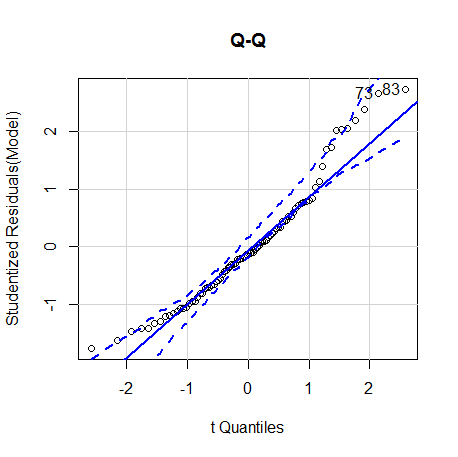 Q-Q
73
83
2
1
0
-1
Studentized Residuals(Model)
-2 -1 0 1 2
t Quantiles